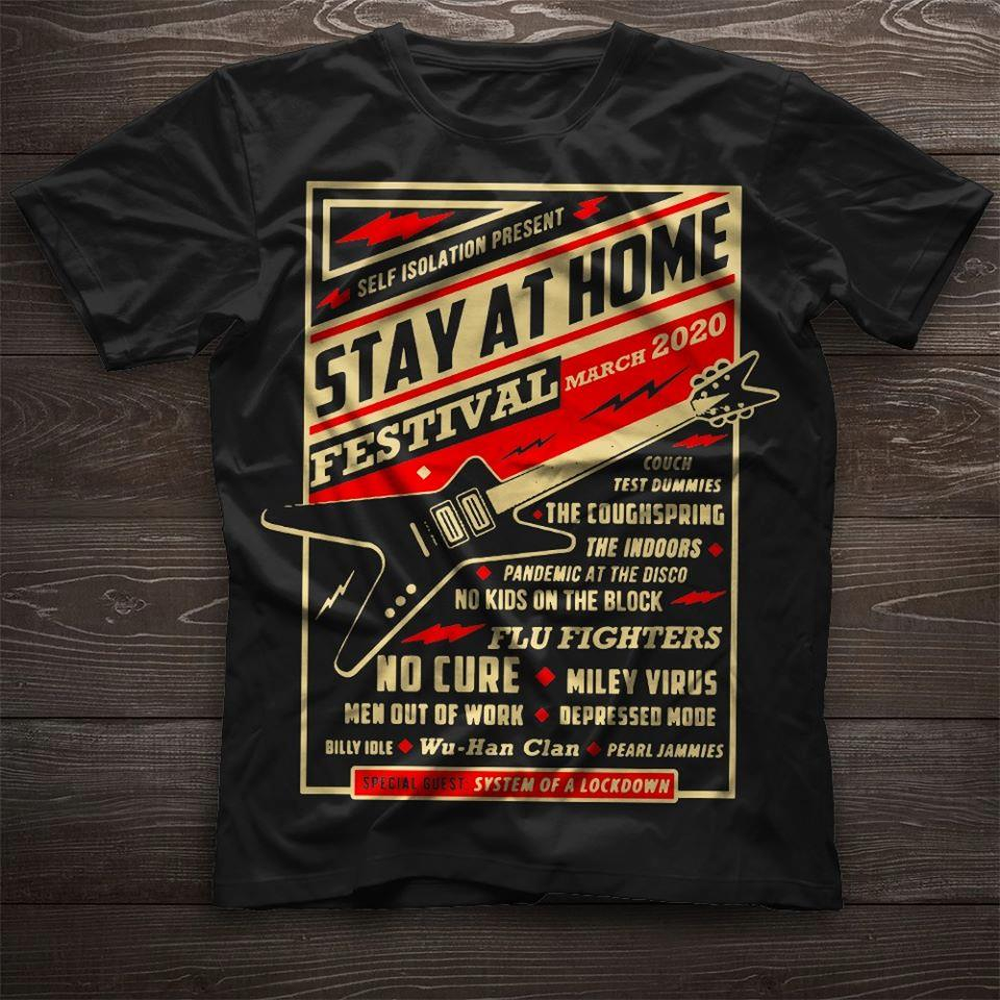 SELF ISOLATION PRESENT
STAY AT HOME
FESTIVAL MARCH 2020
COUCH
TEST DUMMIES
THE COUGHSPRING
THE INDOORS
PANDEMIC AT THE DISCO
NO KIDS ON THE BLOCK
FLU FIGHTERS
NO CURE MILEY VIRUS
MEN OUT OF WORK DEPRESSED MODE
BILLY IDLE Wu-Han Clan PEARL JAMMIES
SPECIAL GUEST: SYSTEM OF A LOCKDOWN